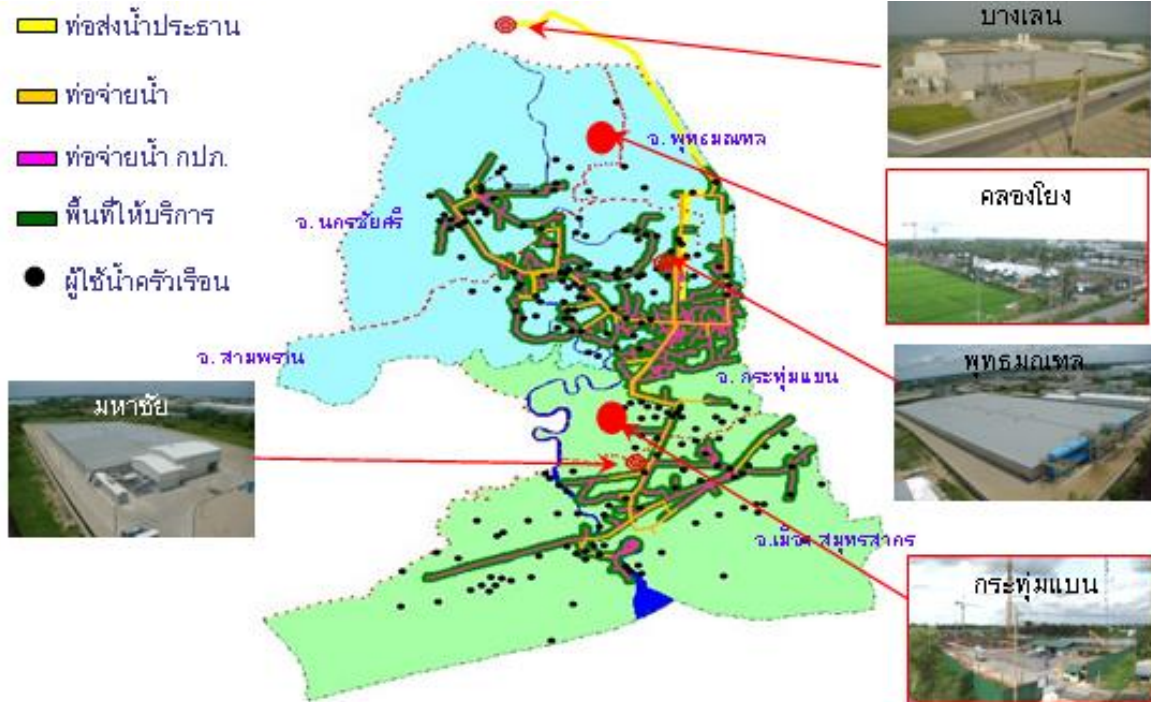 ท่อส่งน้ำประธาน
ท่อจ่ายน้ำ
ท่อจ่ายน้ำ กปภ.
พื้นที่ให้บริการ
ผู้ใช้น้ำครัวเรือน
บางเลน
อ. พุทธมณฑล
คลองโยง
อ. นครชัยศรี
อ. สามพราน
พุทธมณฑล
อ. กระทุ่มแบน
มหาชัย
อ.เมือง สมุทรสาคร
กระทุ่มแบน